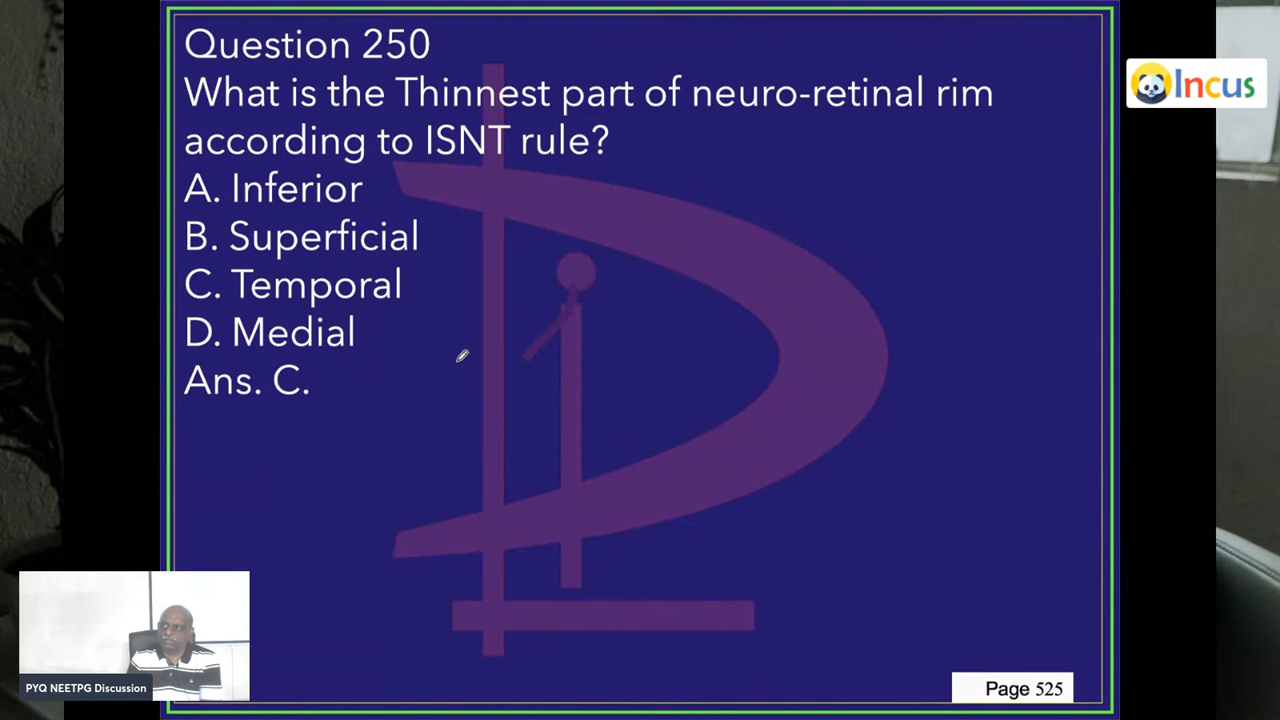 Question 250
What is the Thinnest part of neuro-retinal rim
according to ISNT rule?
A. Inferior
B. Superficial
C. Temporal
D. Medial
Ans. C.
Incus
PYQ NEETPG Discussion
Page 525